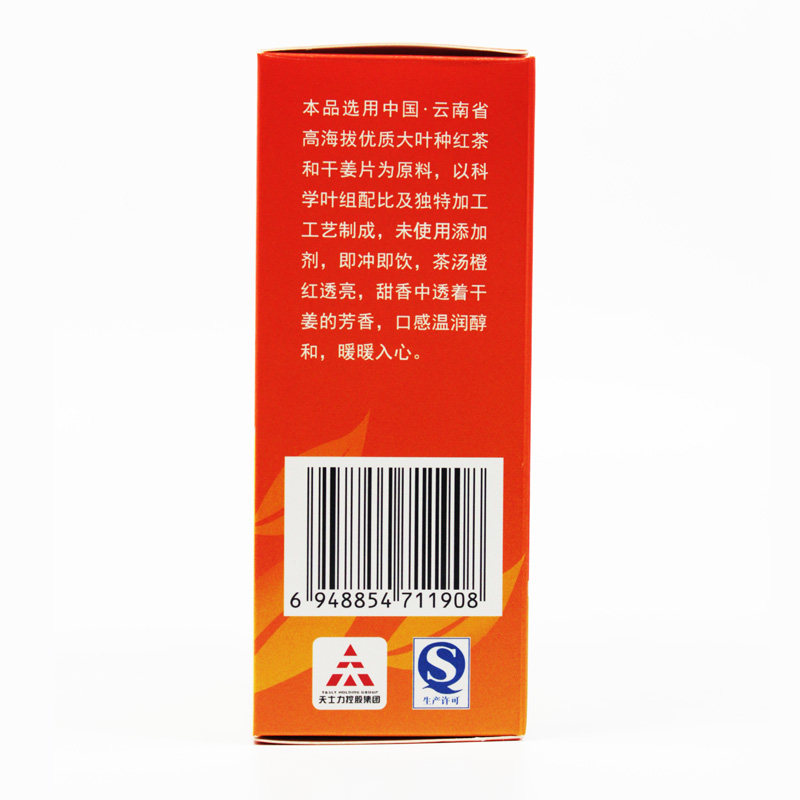 本品选用中国·云南省
高海拔优质大叶种红茶
和干姜片为原料，以科
学叶组配比及独特加工
工艺制成，未使用添加
剂，即冲即饮，茶汤橙
红透亮，甜香中透着干
姜的芳香，口感温润醇
和，暖暖入心。
6 948854 711908
TASLY HOLDING GROUP
天士力控股集团
生产许可